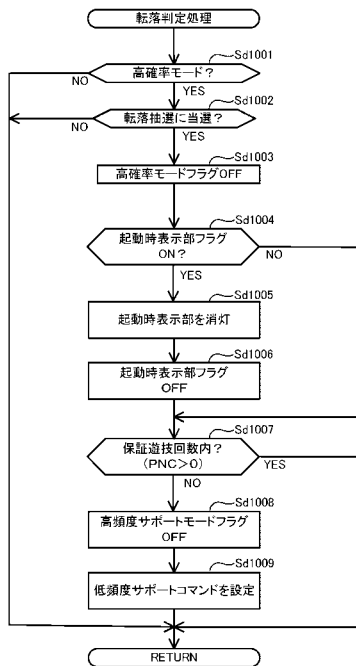 転落判定処理
Sd1001
高確率モード?
NO
YES
Sd1002
転落抽選に当選?
NO
YES
Sd1003
高確率モードフラグOFF
Sd1004
起動時表示部フラグ
ON?
NO
YES
Sd1005
起動時表示部を消灯
Sd1006
起動時表示部フラグ
OFF
Sd1007
保証遊技回数内?
(PNC>0)
YES
NO
Sd1008
高頻度サポートモードフラグ
OFF
Sd1009
低頻度サポートコマンドを設定
RETURN